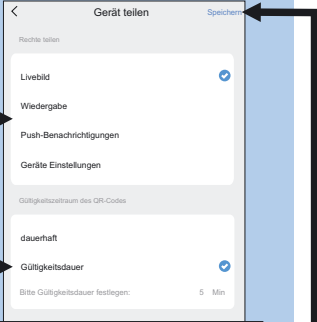 Gerät teilen Speichern
Rechte teilen
Livebild
Wiedergabe
Push-Benachrichtigungen
Geräte Einstellungen
Gültigkeitszeitraum des QR-Codes
dauerhaft
Gültigkeitsdauer
Bitte Gültigkeitsdauer festlegen: 5 Min